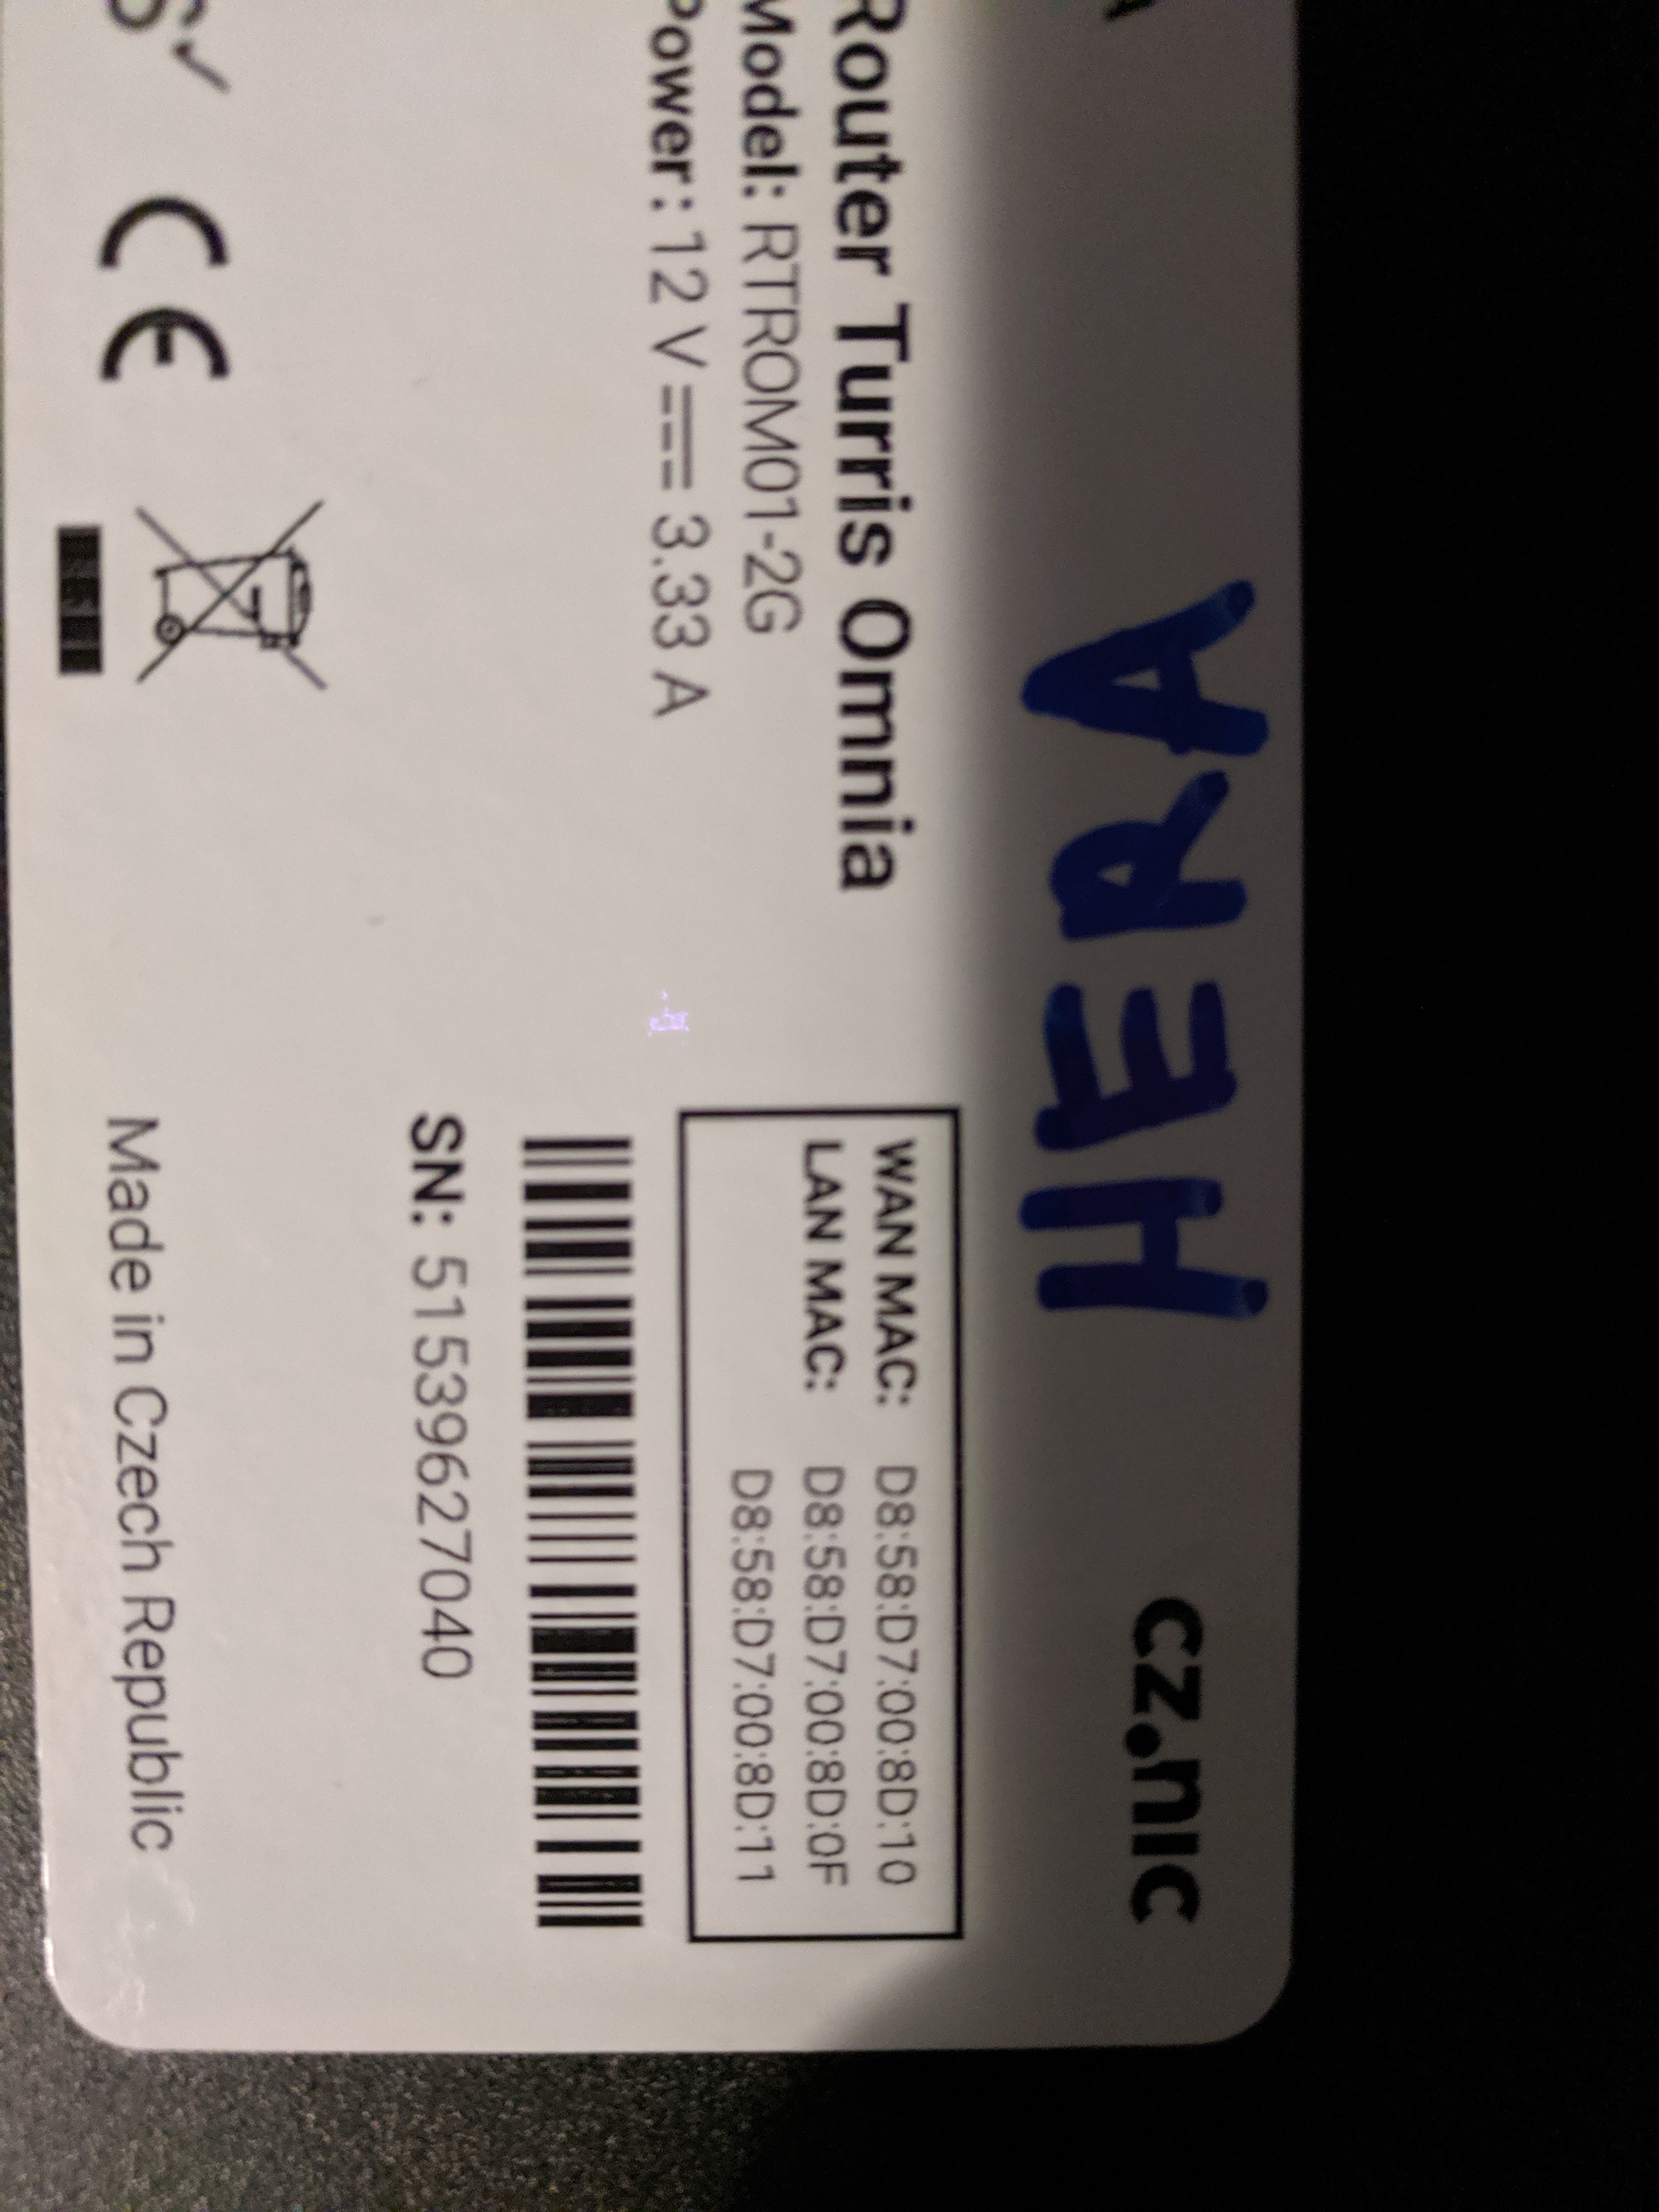 HERA
cz.nic
Router Turris Omnia
Model: RTROM01-2G
Power: 12 V 3.33 A
WAN MAC: D8:58:D7:00:8D:10
LAN MAC: D8:58:D7:00:8D:0F
D8:58:D7:00:8D:11
SN: 51539627040
Made in Czech Republic
CE